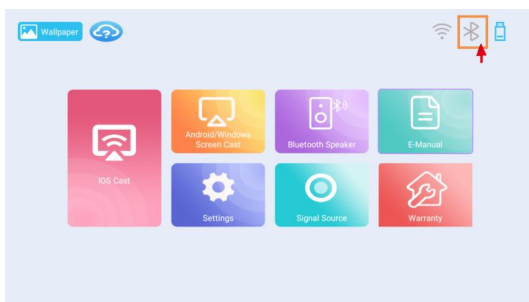 Wallpaper
Android/Windows
Screen Cast
Bluetooth Speaker
E-Manual
IOS Cast
Settings
Signal Source
Warranty